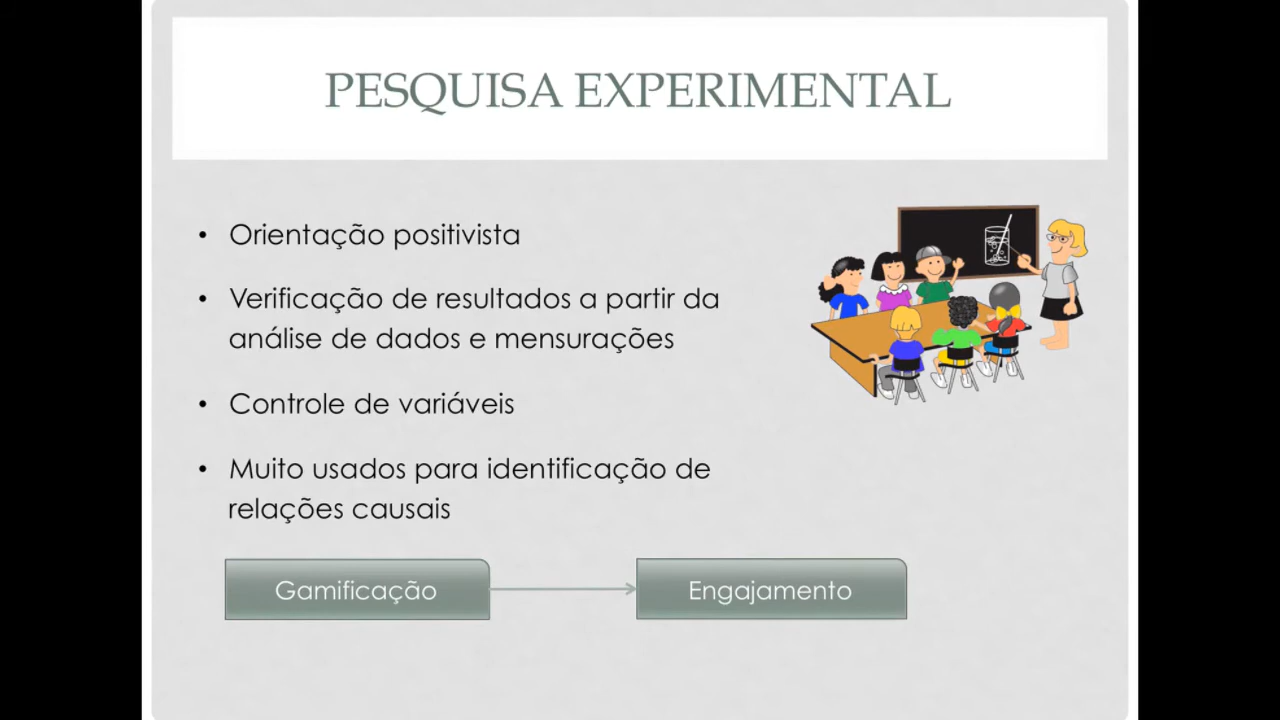 PESQUISA EXPERIMENTAL
• Orientação positivista
• Verificação de resultados a partir da
análise de dados e mensurações
• Controle de variáveis
• Muito usados para identificação de
relações causais
Gamificação
Engajamento